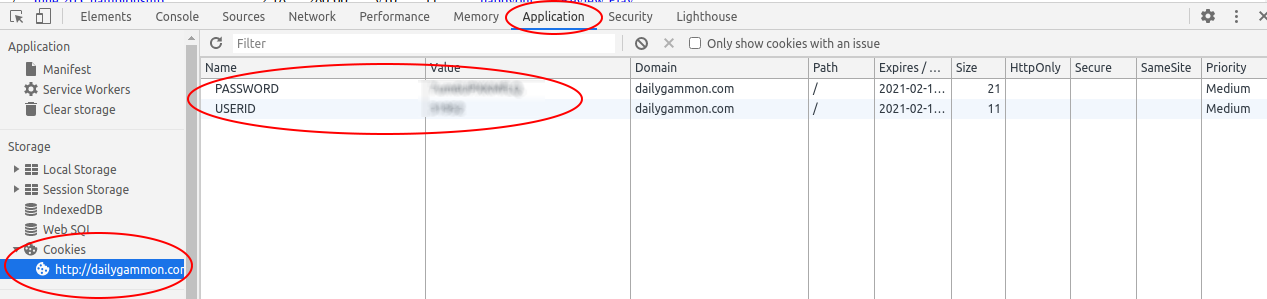 Elements Console Sources Network Performance Memory Application Security Lighthouse
Application
Manifest
Service Workers
Clear storage
Storage
Local Storage
Session Storage
IndexedDB
Web SQL
Cookies
http://dailygammon.com
Filter
Only show cookies with an issue
Name Value Domain Path Expires / ... Size HttpOnly Secure SameSite Priority
PASSWORD dailygammon.com / 2021-02-1... 21 Medium
USERID dailygammon.com / 2021-02-1... 11 Medium